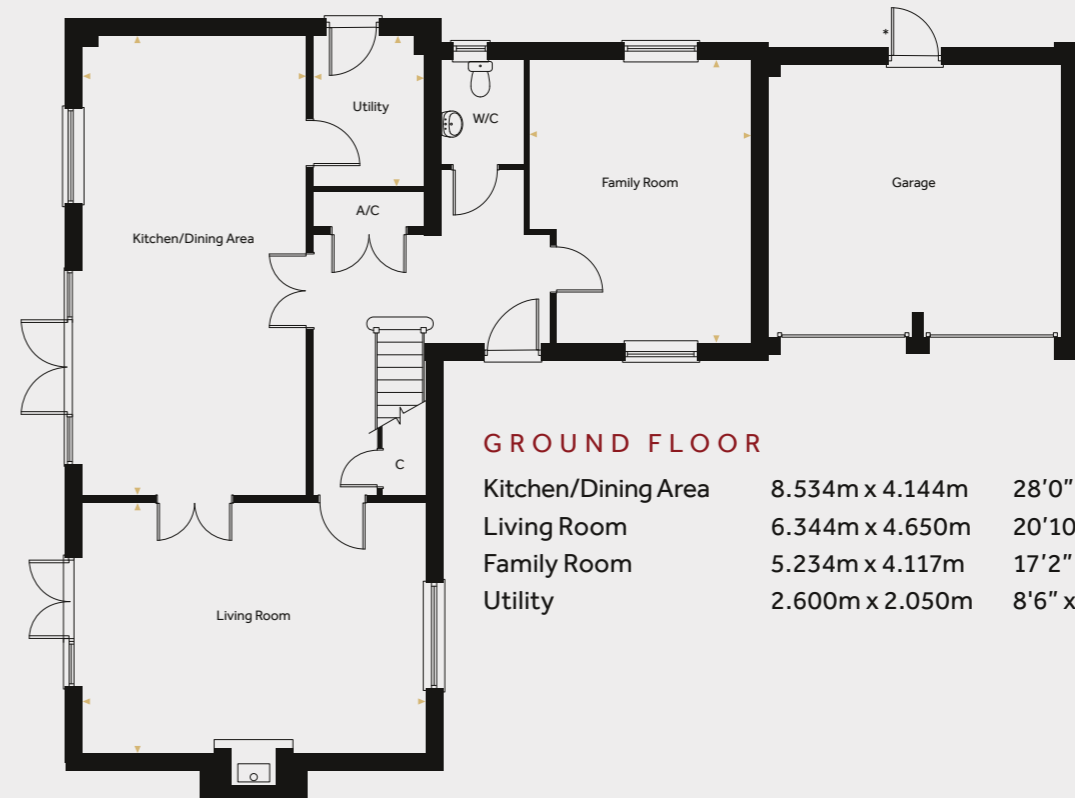 *
Utility
W/C
Family Room
Garage
A/C
Kitchen/Dining Area
C
Living Room
GROUND FLOOR
Kitchen/Dining Area 8.534m x 4.144m 28'0"
Living Room 6.344m x 4.650m 20'10
Family Room 5.234m x 4.117m 17'2"
Utility 2.600m x 2.050m 8'6" x